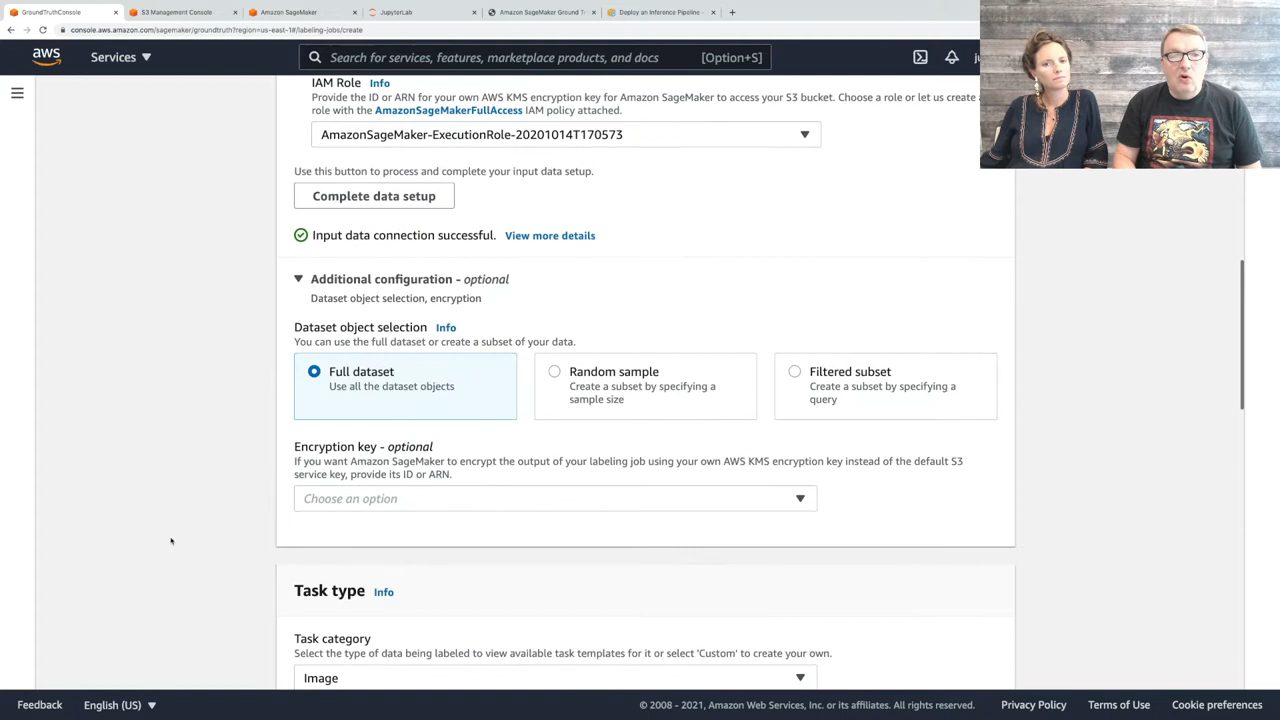 GroundTruthConsole
S3 Management Console
Amazon SageMaker
JupyterLab
Amazon SageMaker Ground T
Deploy an Inference Pipeline -
console.aws.amazon.com/sagemaker/groundtruth?region=us-east-1#/labeling-jobs/create
aws
Services
Search for services, features, marketplace products, and docs
[Option+S]
IAM Role Info
Provide the ID or ARN for your own AWS KMS encryption key for Amazon SageMaker to access your S3 bucket. Choose a role or let us create
role with the AmazonSageMakerFullAccess IAM policy attached.
AmazonSageMaker-ExecutionRole-20201014T170573
Use this button to process and complete your input data setup.
Complete data setup
Input data connection successful. View more details
Additional configuration - optional
Dataset object selection, encryption
Dataset object selection Info
You can use the full dataset or create a subset of your data.
Full dataset
Use all the dataset objects
Random sample
Create a subset by specifying a
sample size
Filtered subset
Create a subset by specifying a
query
Encryption key - optional
If you want Amazon SageMaker to encrypt the output of your labeling job using your own AWS KMS encryption key instead of the default S3
service key, provide its ID or ARN.
Choose an option
Task type Info
Task category
Select the type of data being labeled to view available task templates for it or select 'Custom' to create your own.
Image
Feedback
English (US)
© 2008 - 2021, Amazon Web Services, Inc. or its affiliates. All rights reserved.
Privacy Policy
Terms of Use
Cookie preferences